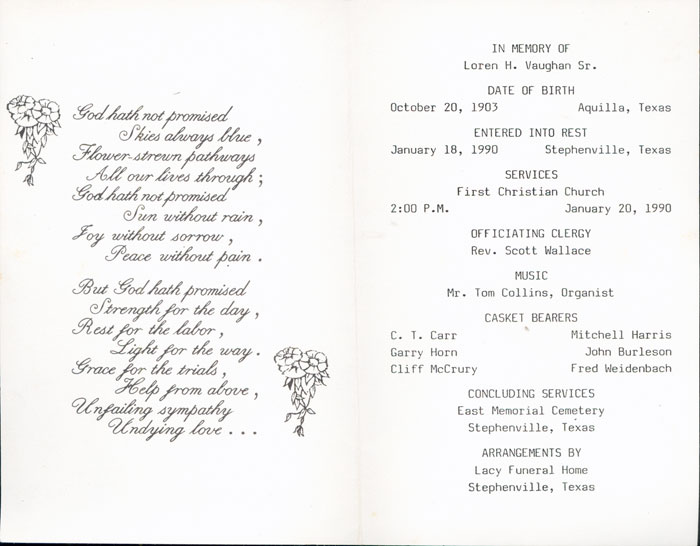 God hath not promised
Skies always blue,
Flower-strewn pathways
All our lives through;
God hath not promised
Sun without rain,
Joy without sorrow,
Peace without pain.
But God hath promised
Strength for the day,
Rest for the labor,
Light for the way.
Grace for the trials,
Help from above,
Unfailing sympathy
Undying love...
IN MEMORY OF
Loren H. Vaughan Sr.
DATE OF BIRTH
October 20, 1903 Aquilla, Texas
ENTERED INTO REST
January 18, 1990 Stephenville, Texas
SERVICES
First Christian Church
2:00 P.M. January 20, 1990
OFFICIATING CLERGY
Rev. Scott Wallace
MUSIC
Mr. Tom Collins, Organist
CASKET BEARERS
C. T. Carr Mitchell Harris
Garry Horn John Burleson
Cliff McCrury Fred Weidenbach
CONCLUDING SERVICES
East Memorial Cemetery
Stephenville, Texas
ARRANGEMENTS BY
Lacy Funeral Home
Stephenville, Texas